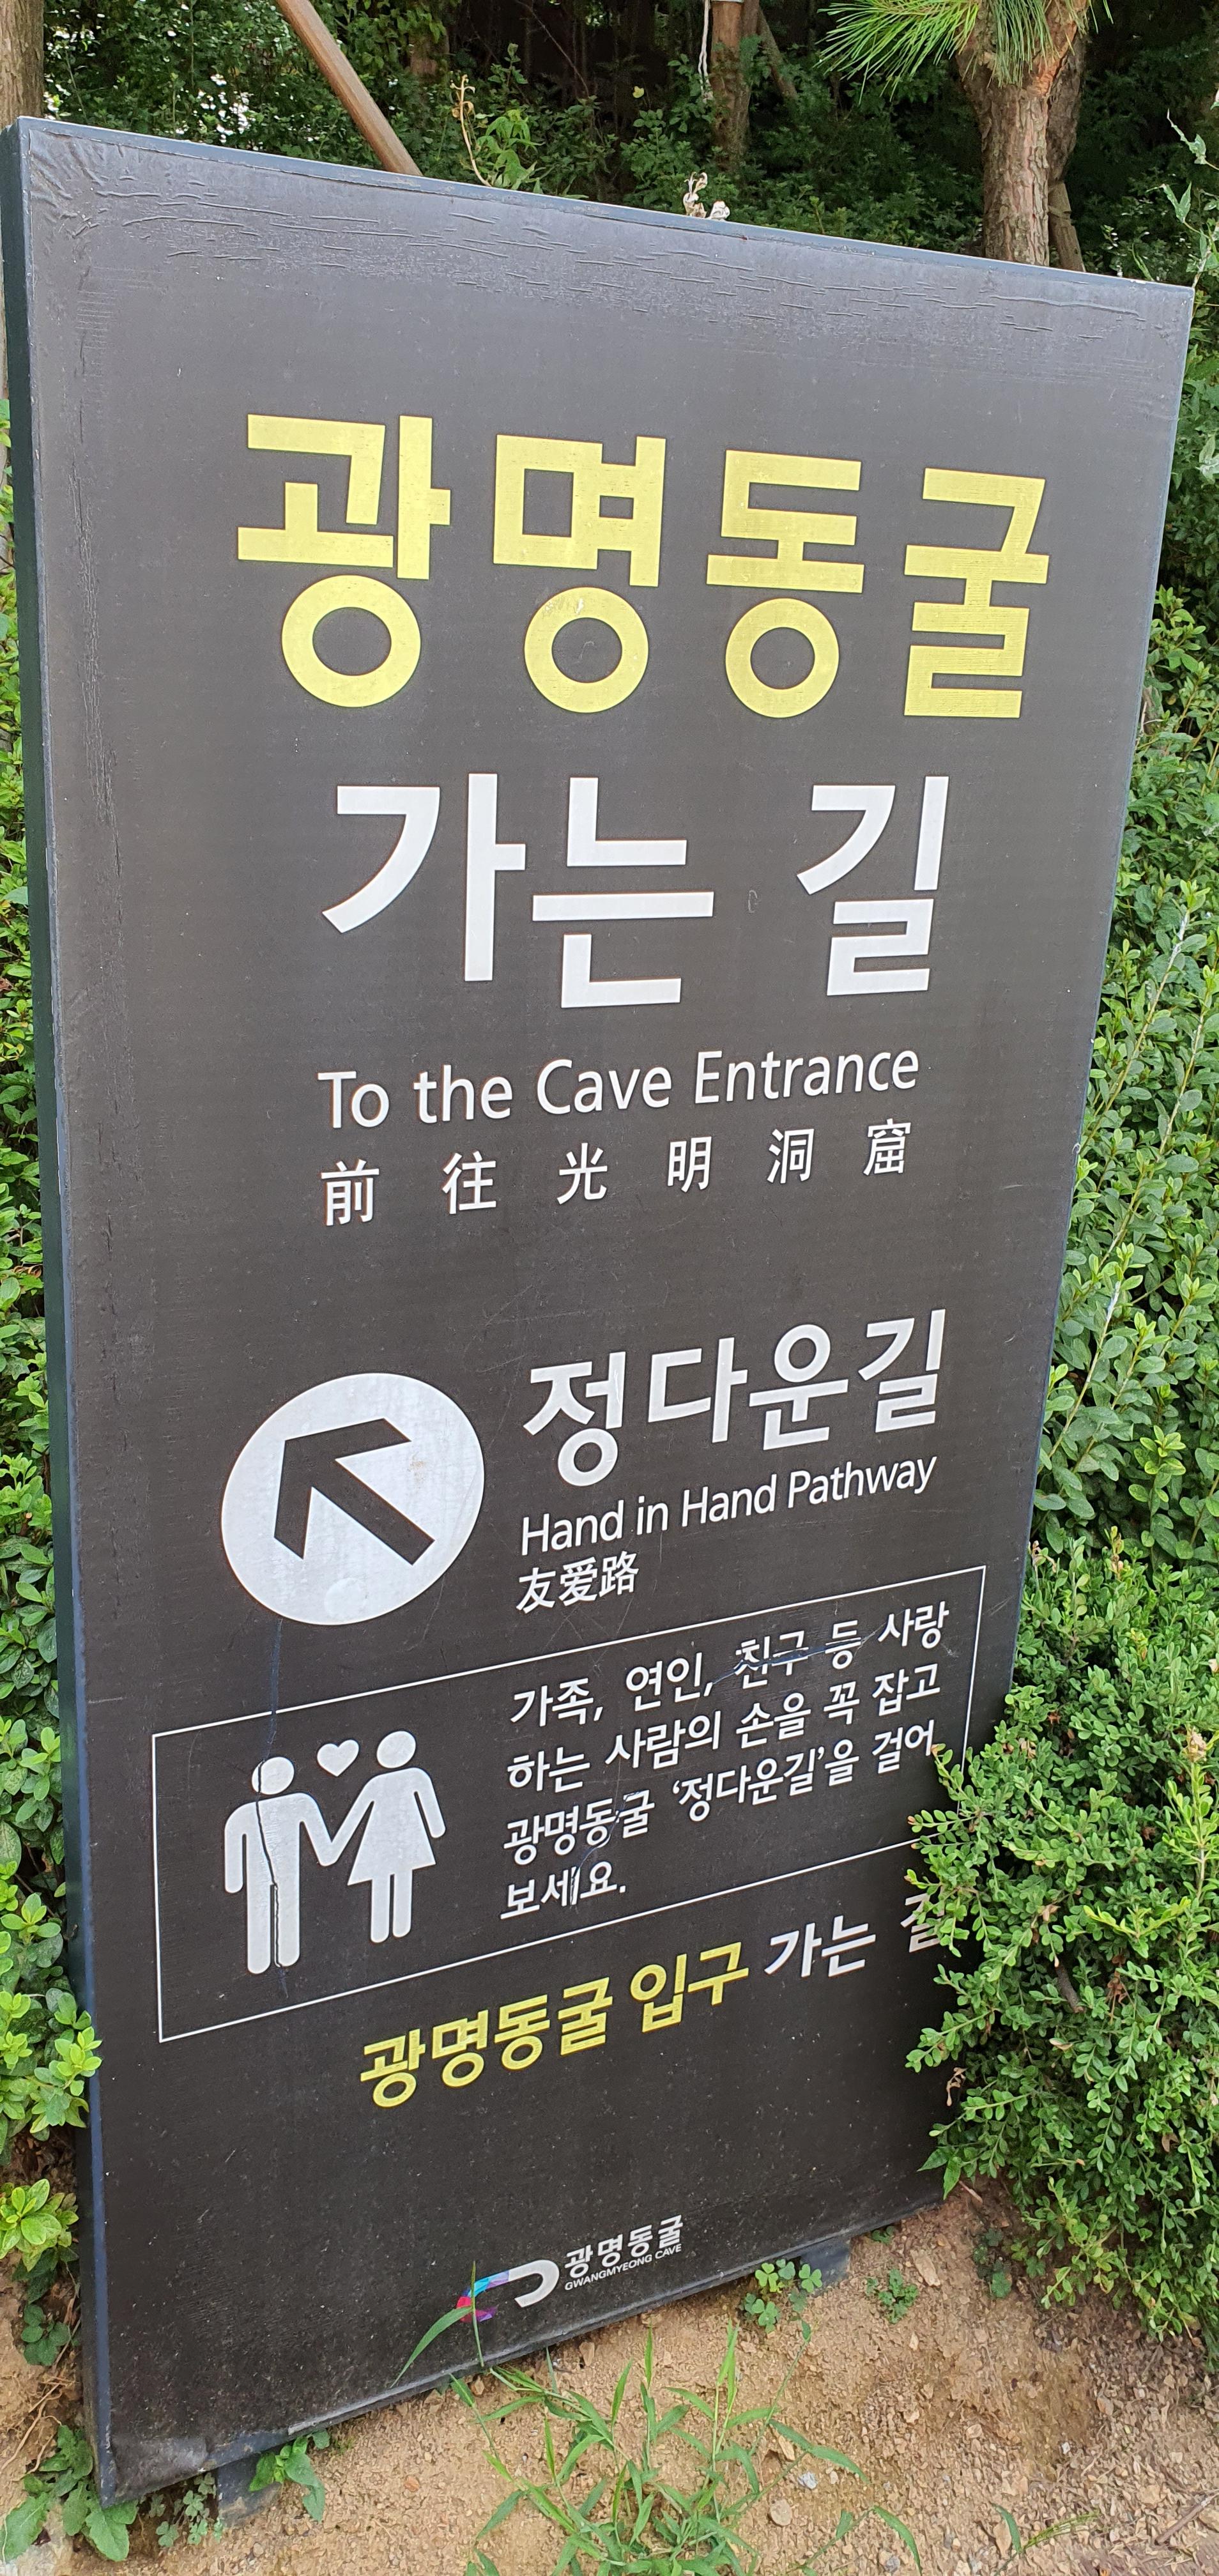 광명동굴
가는 길
To the Cave Entrance
前往光明洞窟
정다운길
Hand in Hand Pathway
友爱路
가족, 연인, 친구 등 사랑
하는 사람의 손을 꼭 잡고
광명동굴 '정다운길'을 걸어
보세요.
광명동굴 입구 가는 길
광명동굴
GWANGMYEONG CAVE